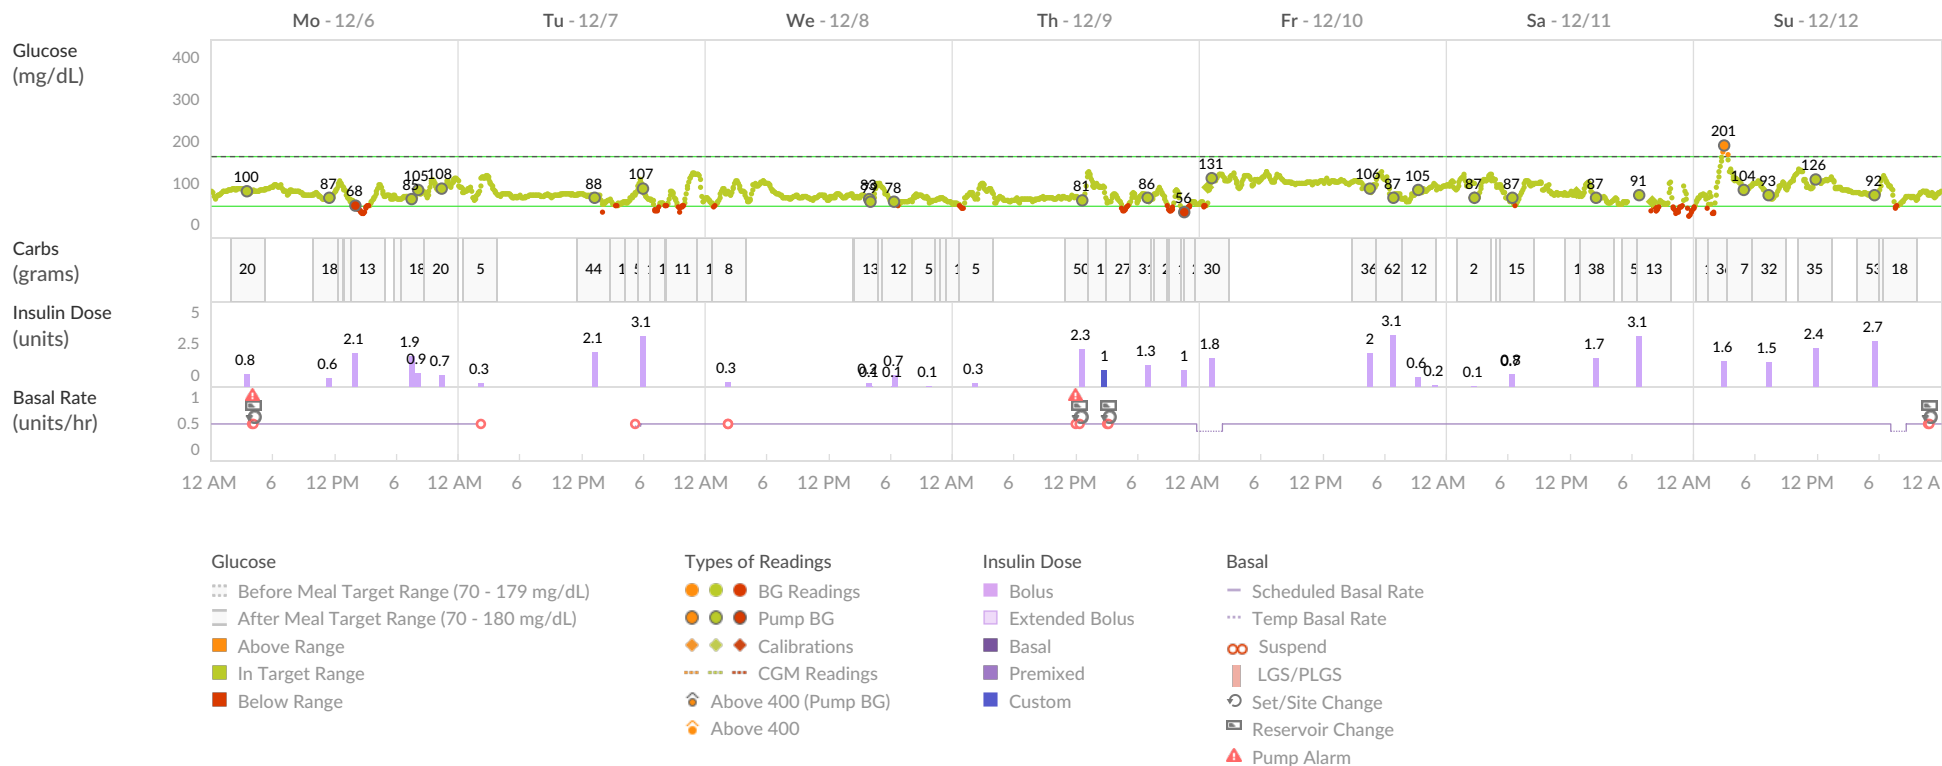 Mo - 12/6 Tu - 12/7 We - 12/8 Th - 12/9 Fr - 12/10 Sa - 12/11 Su - 12/12
Glucose
(mg/dL)
400
300
200
100
0
100 87 68 85 105 108 88 107 78 81 86 56 131 106 87 105 87 87 87 91 201 104 93 126 92
Carbs
(grams)
20 18 13 18 20 5 44 11 8 13 12 5 5 50 27 31 30 36 62 12 2 15 38 5 13 7 32 35 53 18
Insulin Dose
(units)
5
2.5
0
0.8 0.6 2.1 1.9 0.9 0.7 0.3 2.1 3.1 0.3 0.1 0.7 0.1 0.1 0.3 2.3 1 1.3 1 1.8 2 3.1 0.6 0.2 0.1 1.7 3.1 1.6 1.5 2.4 2.7
Basal Rate
(units/hr)
1
0.5
0
12 AM 6 12 PM 6 12 AM 6 12 PM 6 12 AM 6 12 PM 6 12 AM 6 12 PM 6 12 AM 6 12 PM 6 12 AM 6 12 PM 6 12 AM 6 12 PM 6 12 A
Glucose
Before Meal Target Range (70 - 179 mg/dL)
After Meal Target Range (70 - 180 mg/dL)
Above Range
In Target Range
Below Range
Types of Readings
BG Readings
Pump BG
Calibrations
CGM Readings
Above 400 (Pump BG)
Above 400
Insulin Dose
Bolus
Extended Bolus
Basal
Premixed
Custom
Basal
Scheduled Basal Rate
Temp Basal Rate
Suspend
LGS/PLGS
Set/Site Change
Reservoir Change
Pump Alarm